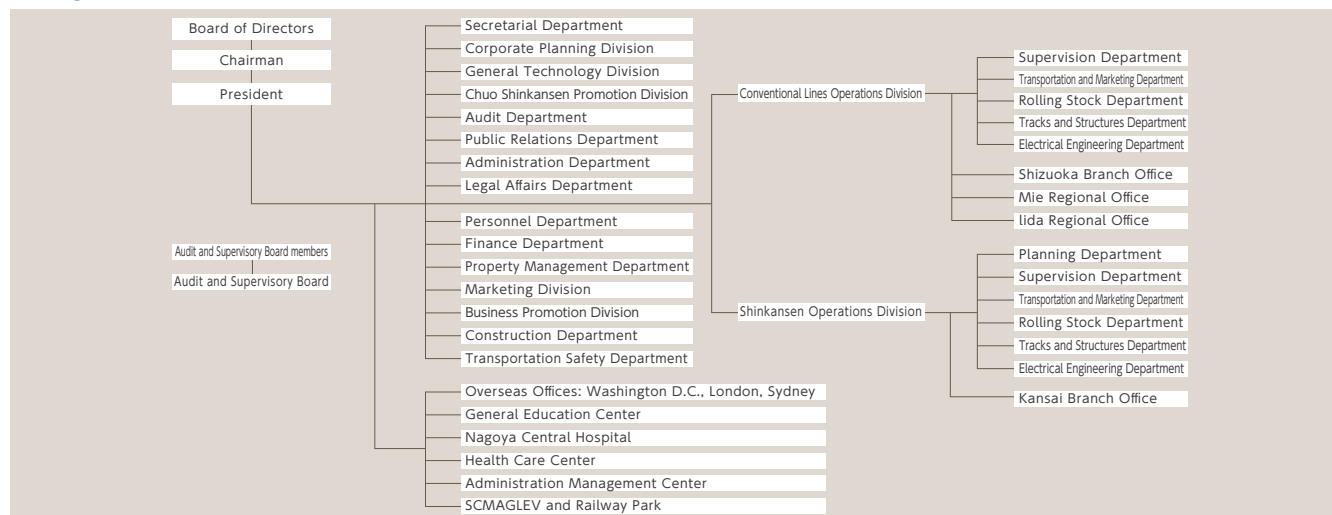 Board of Directors
Chairman
President
Audit and Supervisory Board members
Audit and Supervisory Board
Secretarial Department
Corporate Planning Division
General Technology Division
Chuo Shinkansen Promotion Division
Audit Department
Public Relations Department
Administration Department
Legal Affairs Department
Personnel Department
Finance Department
Property Management Department
Marketing Division
Business Promotion Division
Construction Department
Transportation Safety Department
Overseas Offices: Washington D.C., London, Sydney
General Education Center
Nagoya Central Hospital
Health Care Center
Administration Management Center
SCMAGLEV and Railway Park
Conventional Lines Operations Division
Supervision Department
Transportation and Marketing Department
Rolling Stock Department
Tracks and Structures Department
Electrical Engineering Department
Shizuoka Branch Office
Mie Regional Office
Iida Regional Office
Shinkansen Operations Division
Planning Department
Supervision Department
Transportation and Marketing Department
Rolling Stock Department
Tracks and Structures Department
Electrical Engineering Department
Kansai Branch Office